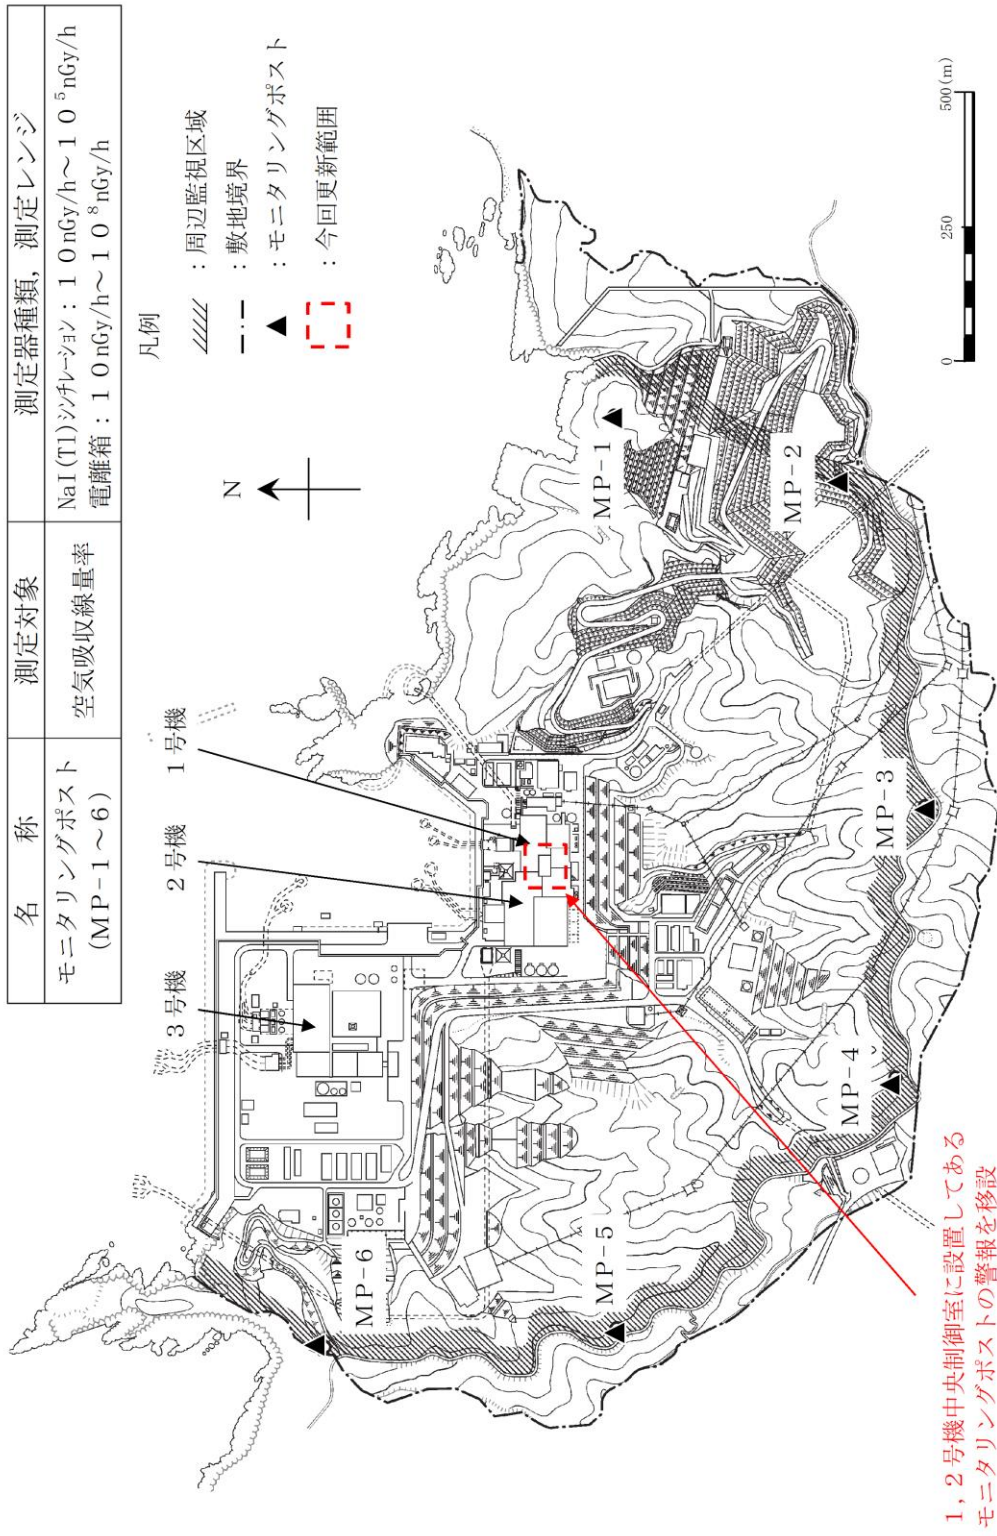 名　　称
測定対象
測定器種類，測定レンジ
モニタリングポスト
(MP-1～6)
空気吸収線量率
NaI(Tl)シンチレーション：１０nGy/h～１０⁵nGy/h
電離箱：１０nGy/h～１０⁸nGy/h
凡例
：周辺監視区域
：敷地境界
：モニタリングポスト
：今回更新範囲
N
３号機
２号機
１号機
MP-6
MP-5
MP-4
MP-3
MP-2
MP-1
0
250
500(m)
1，2号機中央制御室に設置してある
モニタリングポストの警報を移設